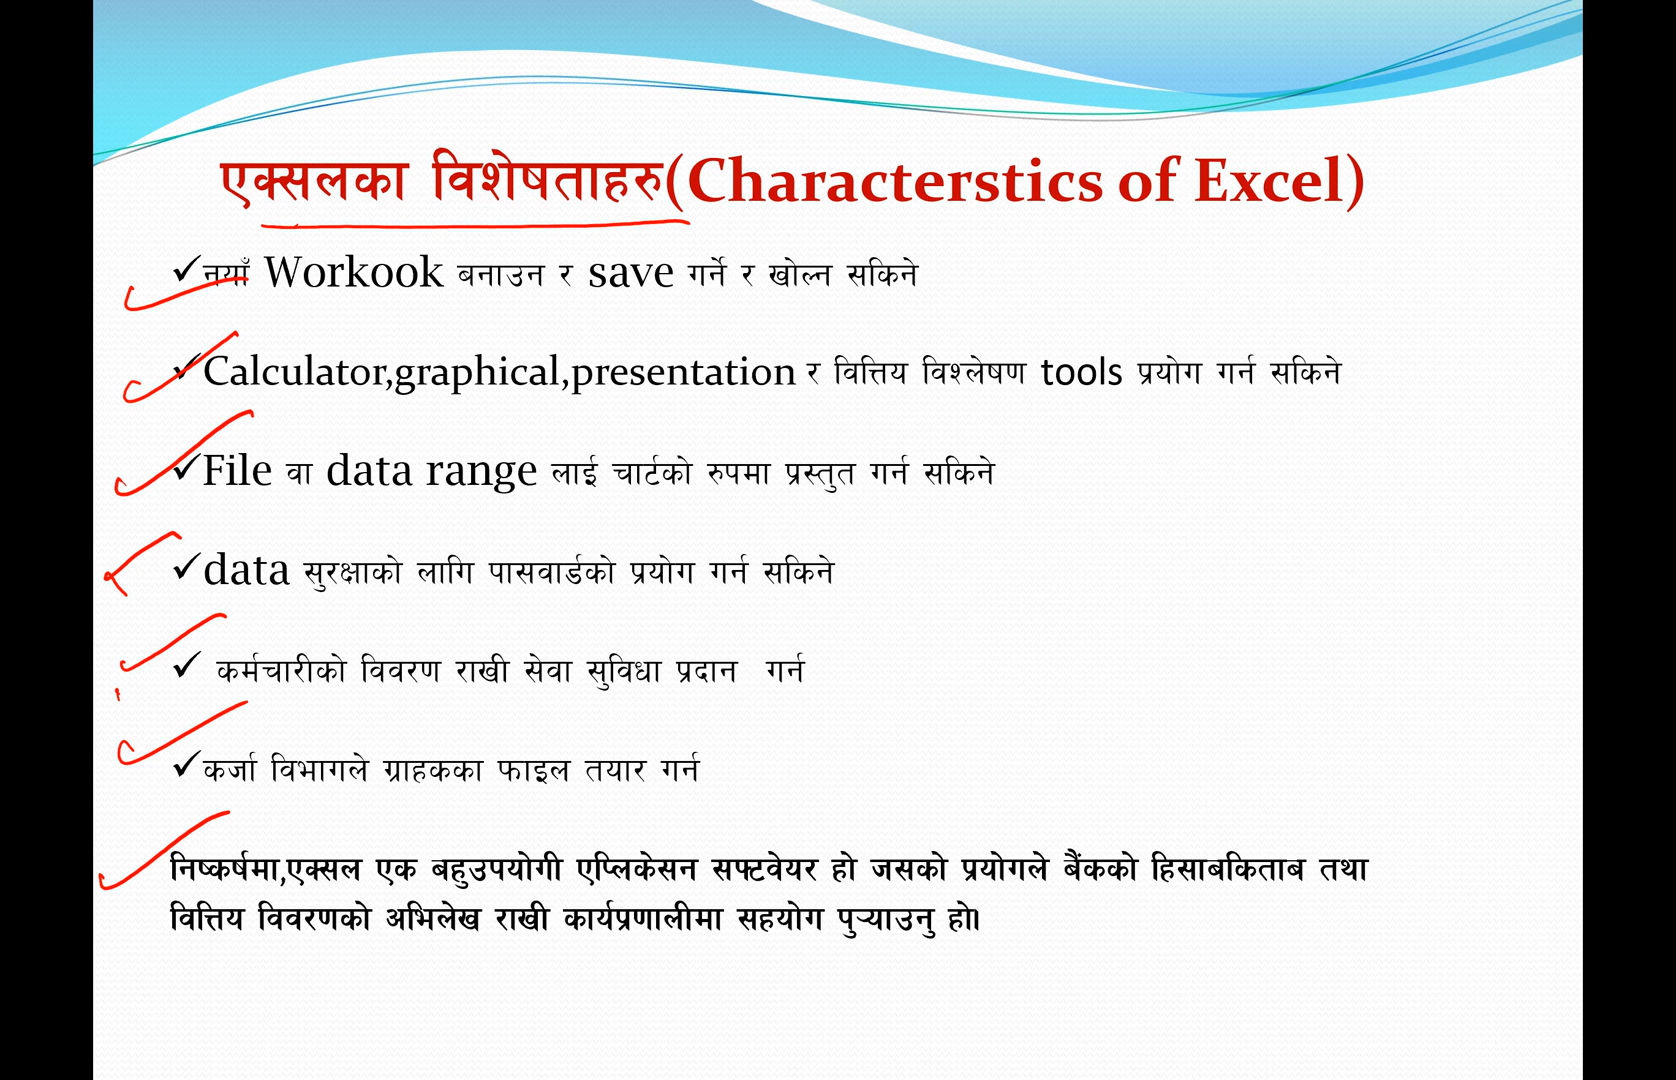 एक्सलका विशेषताहरु(Characterstics of Excel)
✓नयाँ Workook बनाउन र save गर्ने र खोल्न सकिने
✓Calculator,graphical,presentation र वित्तिय विश्लेषण tools प्रयोग गर्न सकिने
✓File वा data range लाई चार्टको रुपमा प्रस्तुत गर्न सकिने
✓data सुरक्षाको लागि पासवार्डको प्रयोग गर्न सकिने
✓ कर्मचारीको विवरण राखी सेवा सुविधा प्रदान गर्न
✓कर्जा विभागले ग्राहकका फाइल तयार गर्न
निष्कर्षमा,एक्सल एक बहुउपयोगी एप्लिकेसन सफ्टवेयर हो जसको प्रयोगले बैंकको हिसाबकिताब तथा
वित्तिय विवरणको अभिलेख राखी कार्यप्रणालीमा सहयोग पुऱ्याउनु हो।